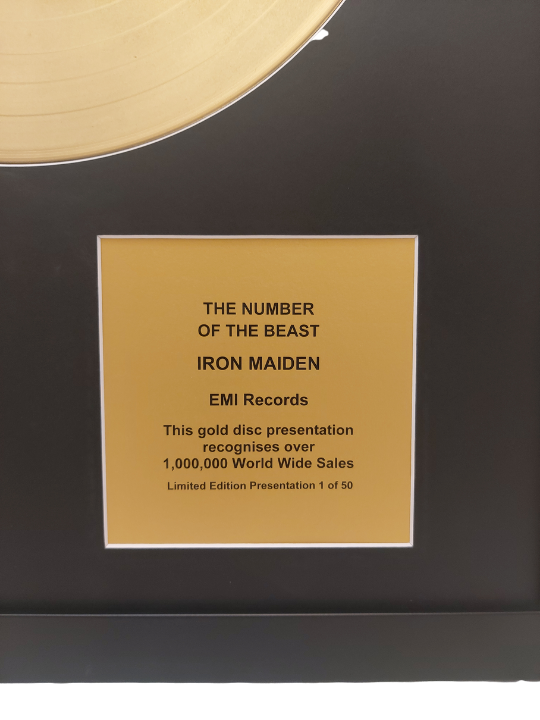 THE NUMBER
OF THE BEAST
IRON MAIDEN
EMI Records
This gold disc presentation
recognises over
1,000,000 World Wide Sales
Limited Edition Presentation 1 of 50